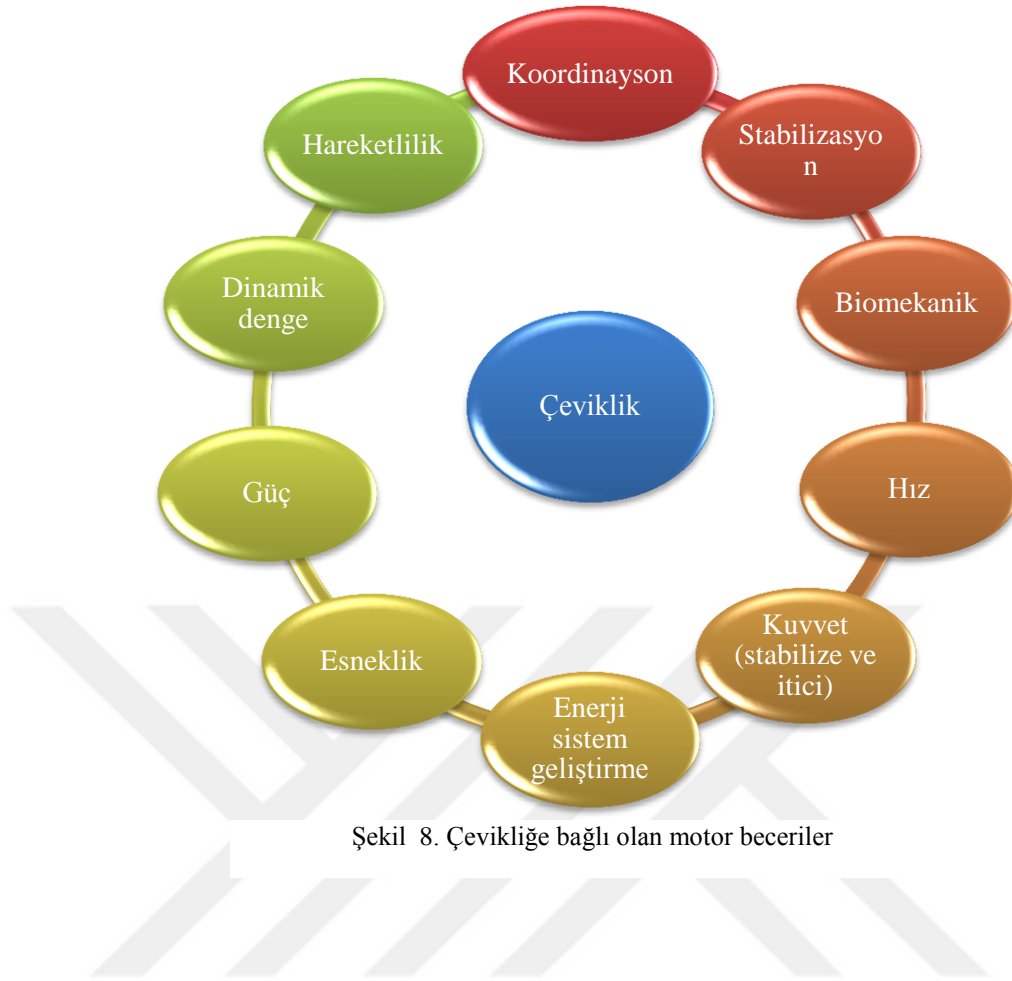 Koordinayson
Stabilizasyo
n
Biomekanik
Hız
Kuvvet
(stabilize ve
itici)
Enerji
sistem
geliştirme
Esneklik
Güç
Dinamik
denge
Hareketlilik
Çeviklik
Şekil 8. Çevikliğe bağlı olan motor beceriler